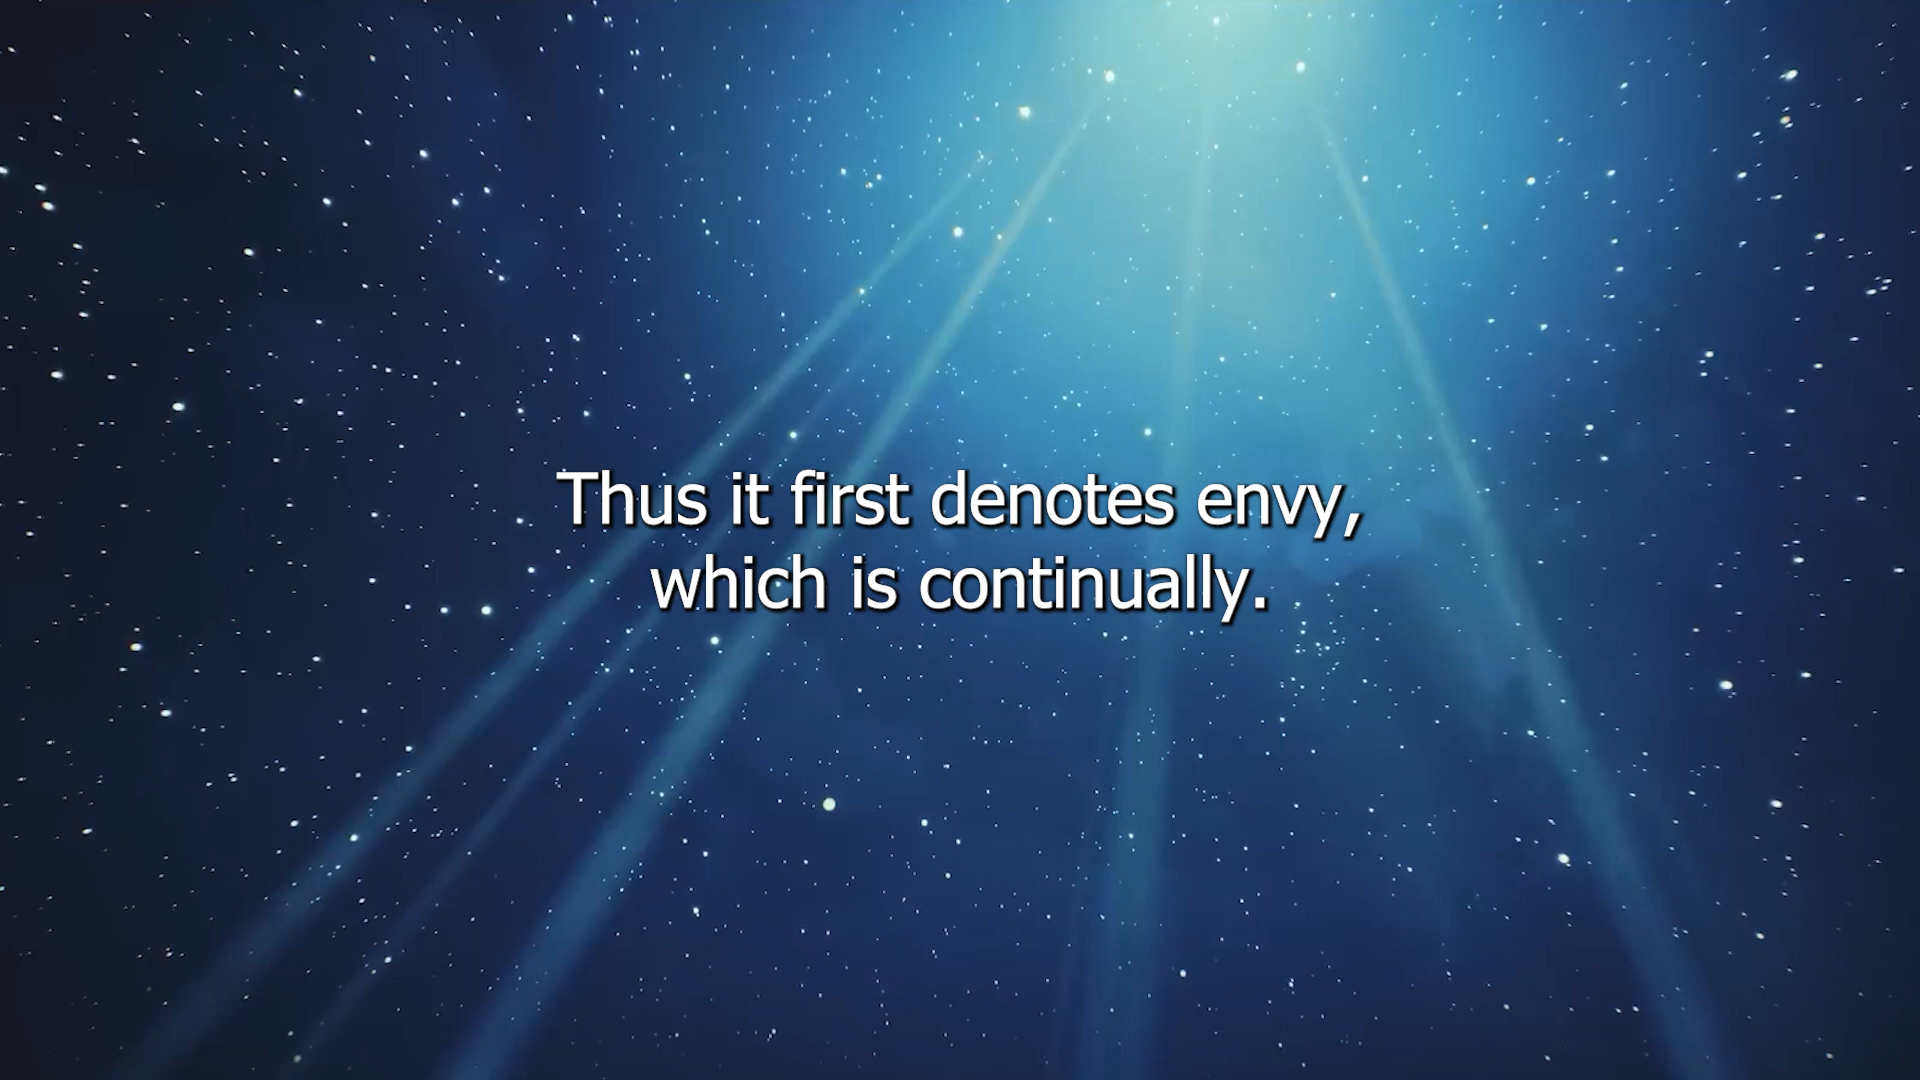 Thus it first denotes envy,
which is continually.